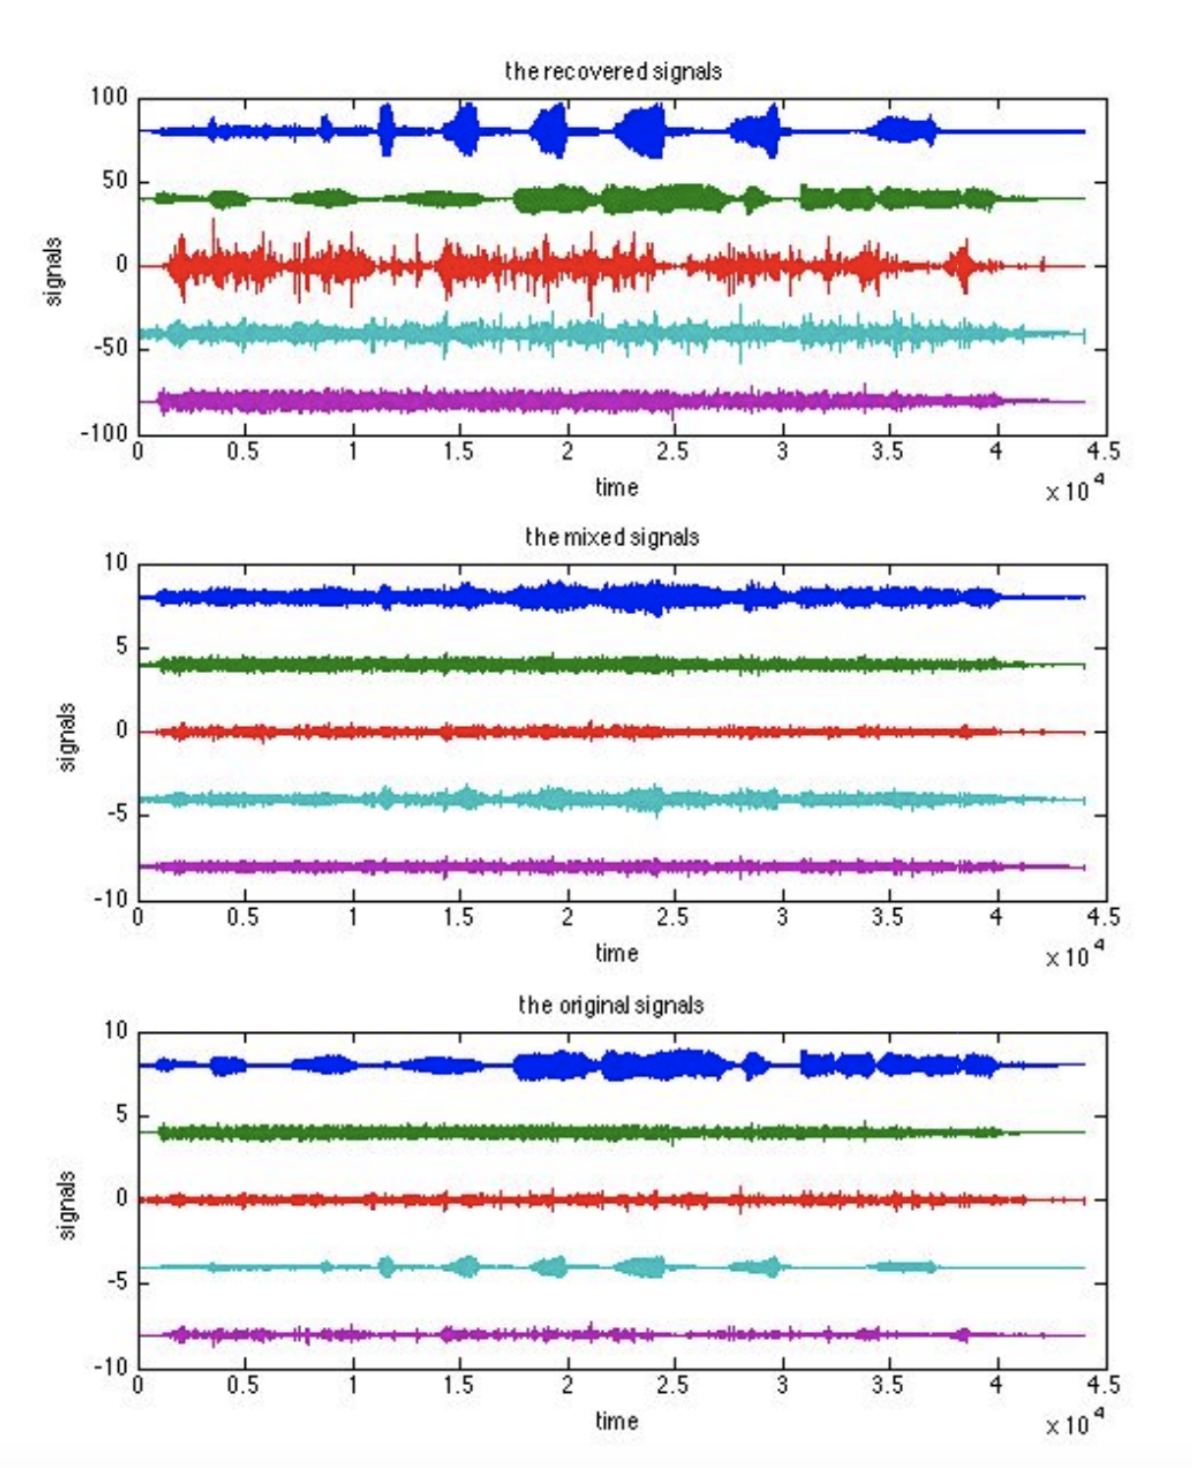 the recovered signals
100
50
0
-50
-100
signals
0 0.5 1 1.5 2 2.5 3 3.5 4 4.5
time
x 10 4
the mixed signals
10
5
0
-5
-10
signals
0 0.5 1 1.5 2 2.5 3 3.5 4 4.5
time
x 10 4
the original signals
10
5
0
-5
-10
signals
0 0.5 1 1.5 2 2.5 3 3.5 4 4.5
time
x 10 4